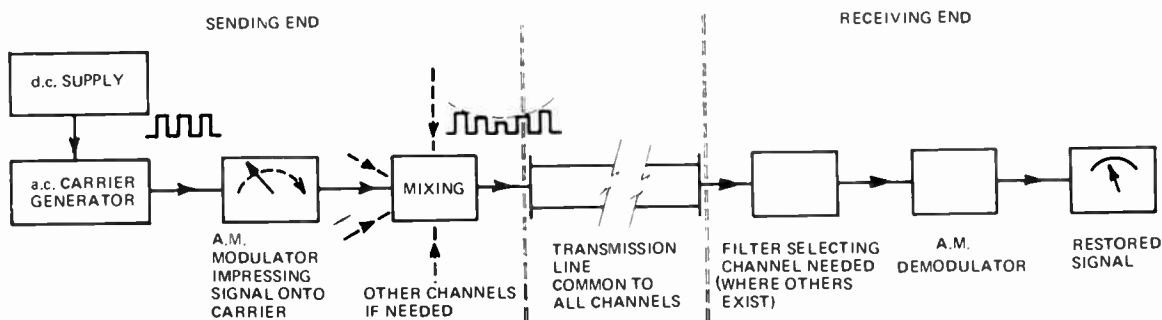 SENDING END
RECEIVING END
d.c. SUPPLY
a.c. CARRIER
GENERATOR
A.M.
MODULATOR
IMPRESSING
SIGNAL ONTO
CARRIER
MIXING
OTHER CHANNELS
IF NEEDED
TRANSMISSION
LINE
COMMON TO
ALL CHANNELS
FILTER SELECTING
CHANNEL NEEDED
(WHERE OTHERS
EXIST)
A.M.
DEMODULATOR
RESTORED
SIGNAL